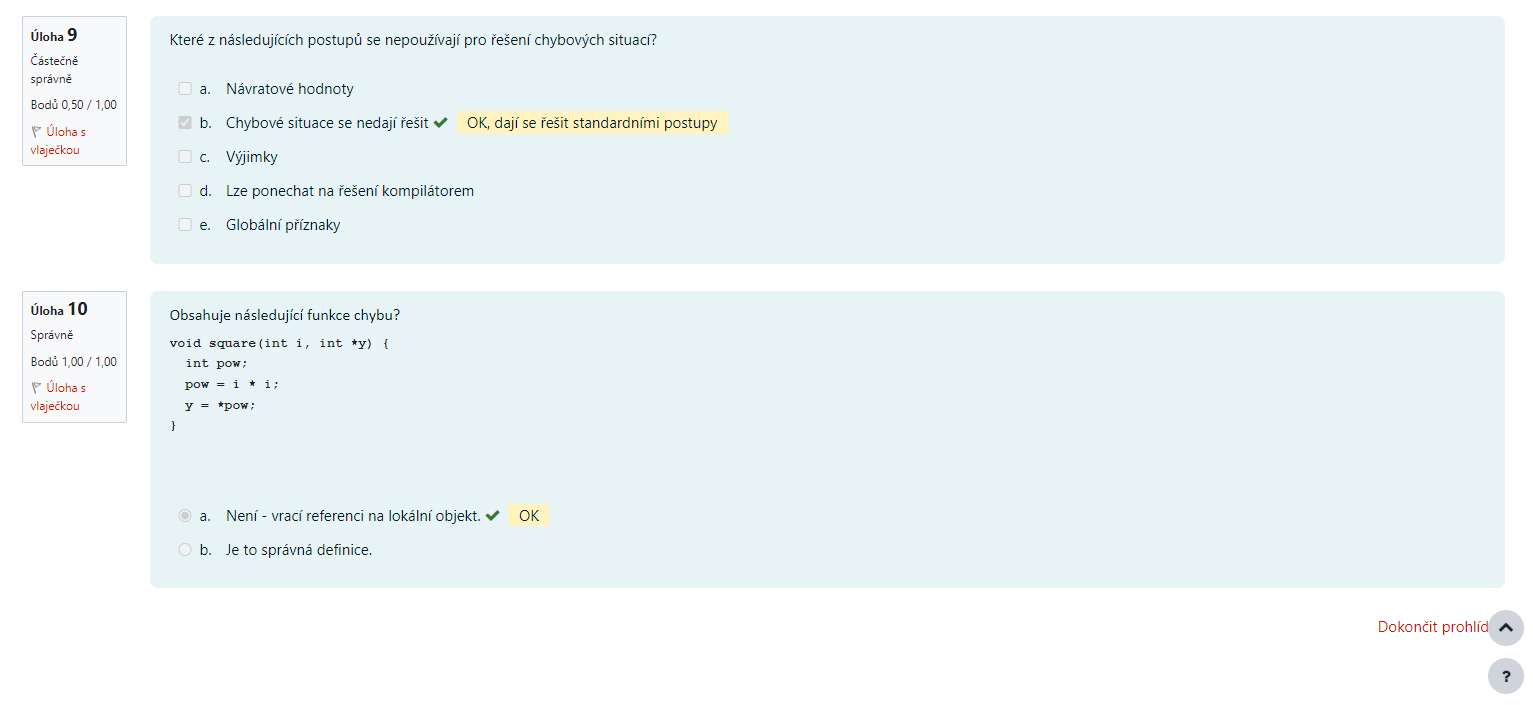 Úloha 9
Částečně
správně
Bodů 0,50 / 1,00
Úloha s
vlaječkou
Které z následujících postupů se nepoužívají pro řešení chybových situací?
a. Návratové hodnoty
b. Chybové situace se nedají řešit OK, dají se řešit standardními postupy
c. Výjimky
d. Lze ponechat na řešení kompilátorem
e. Globální příznaky
Úloha 10
Správně
Bodů 1,00 / 1,00
Úloha s
vlaječkou
Obsahuje následující funkce chybu?
void square(int i, int *y) {
int pow;
pow = i * i;
y = *pow;
}
a. Není - vrací referenci na lokální objekt. OK
b. Je to správná definice.
Dokončit prohlíd
?